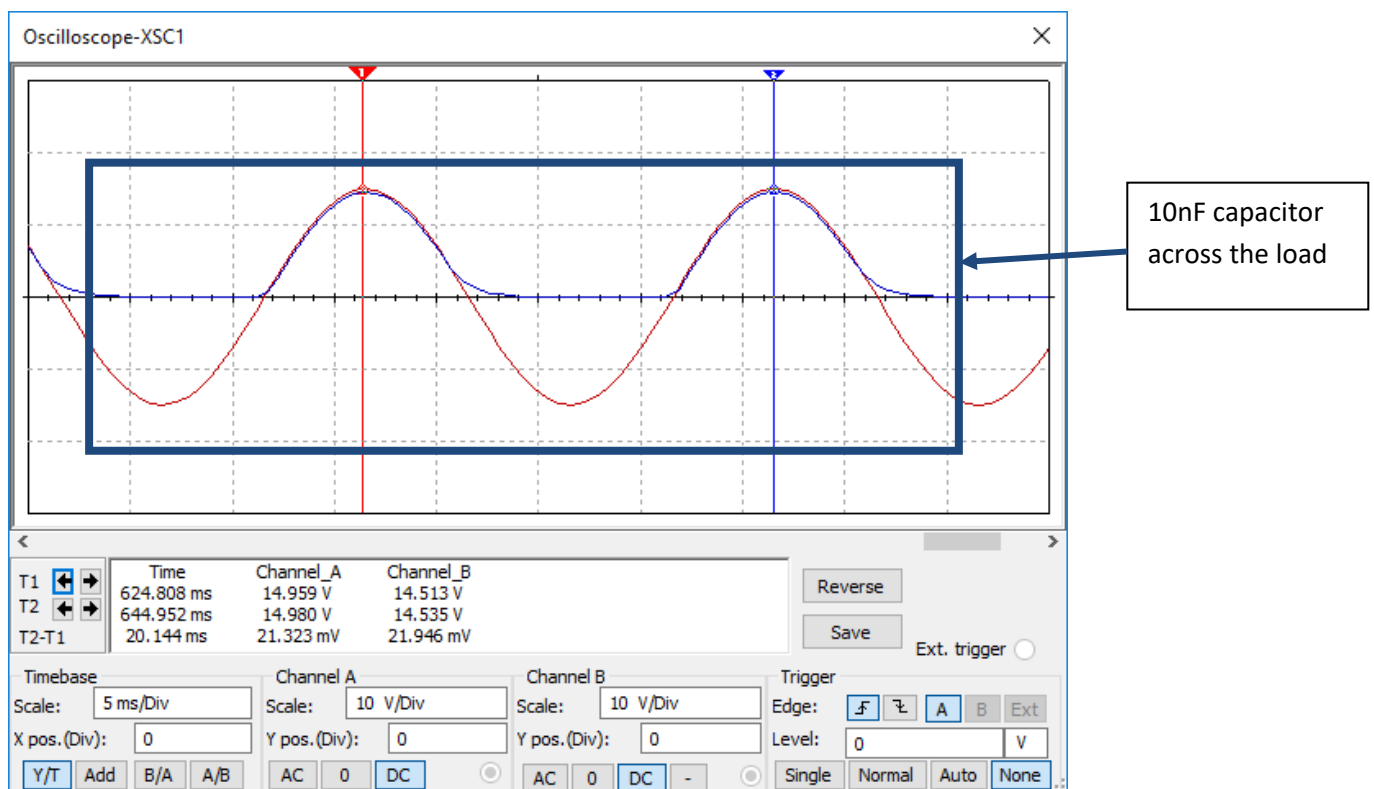 Oscilloscope-XSC1
1
2
10nF capacitor
across the load
Time Channel_A Channel_B
T1 624.808 ms 14.959 V 14.513 V
T2 644.952 ms 14.980 V 14.535 V
T2-T1 20.144 ms 21.323 mV 21.946 mV
Reverse
Save
Ext. trigger
Timebase
Scale: 5 ms/Div
X pos.(Div): 0
Y/T Add B/A A/B
Channel A
Scale: 10 V/Div
Y pos.(Div): 0
AC 0 DC
Channel B
Scale: 10 V/Div
Y pos.(Div): 0
AC 0 DC -
Trigger
Edge: A B Ext
Level: 0 V
Single Normal Auto None